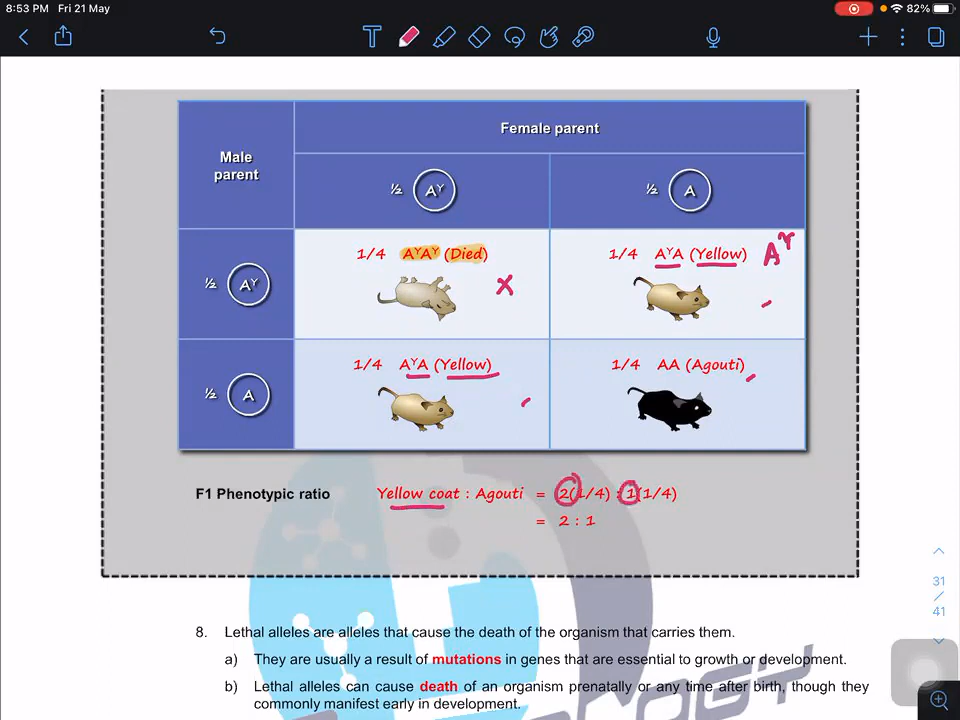 8:53 PM Fri 21 May
82%
Male parent
Female parent
½ Aʸ
½ A
½ Aʸ
1/4 AʸAʸ (Died)
X
1/4 AʸA (Yellow)
Aʸ
½ A
1/4 AʸA (Yellow)
1/4 AA (Agouti)
F1 Phenotypic ratio
Yellow coat : Agouti = 2(1/4) : 1(1/4)
= 2 : 1
31
/
41
8. Lethal alleles are alleles that cause the death of the organism that carries them.
a) They are usually a result of mutations in genes that are essential to growth or development.
b) Lethal alleles can cause death of an organism prenatally or any time after birth, though they
commonly manifest early in development.